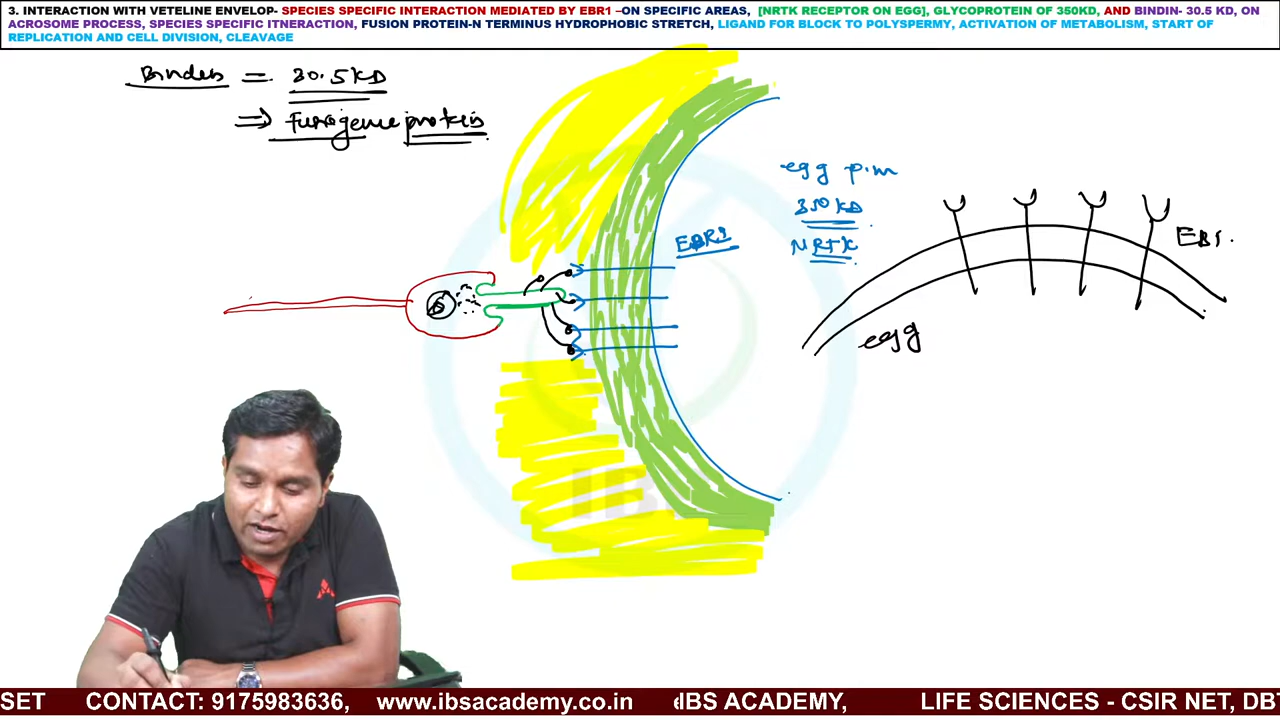 3. INTERACTION WITH VETELINE ENVELOP- SPECIES SPECIFIC INTERACTION MEDIATED BY EBR1 –ON SPECIFIC AREAS, [NRTK RECEPTOR ON EGG], GLYCOPROTEIN OF 350KD, AND BINDIN- 30.5 KD, ON
ACROSOME PROCESS, SPECIES SPECIFIC ITNERACTION, FUSION PROTEIN-N TERMINUS HYDROPHOBIC STRETCH, LIGAND FOR BLOCK TO POLYSPERMY, ACTIVATION OF METABOLISM, START OF
REPLICATION AND CELL DIVISION, CLEAVAGE
= 30.5KD
⇒ protein
egg p.m
350 KD
NRTK
EBR1
EBR1.
egg
IBS
SET CONTACT: 9175983636, www.ibsacademy.co.in IBS ACADEMY, LIFE SCIENCES - CSIR NET, DBT